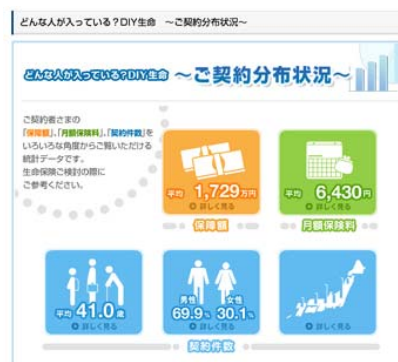 どんな人が入っている？DIY生命　～ご契約分布状況～
どんな人が入っている?DIY生命 ～ご契約分布状況～
ご契約者さまの
「保障額」、「月額保険料」、「契約件数」を
いろいろな角度からご覧いただける
統計データです。
生命保険ご検討の際に
ご参考ください。
平均 1,729万円
詳しく見る
保障額
平均 6,430円
詳しく見る
月額保険料
平均 41.0歳
詳しく見る
男性 69.9% 女性 30.1%
詳しく見る
詳しく見る
契約件数